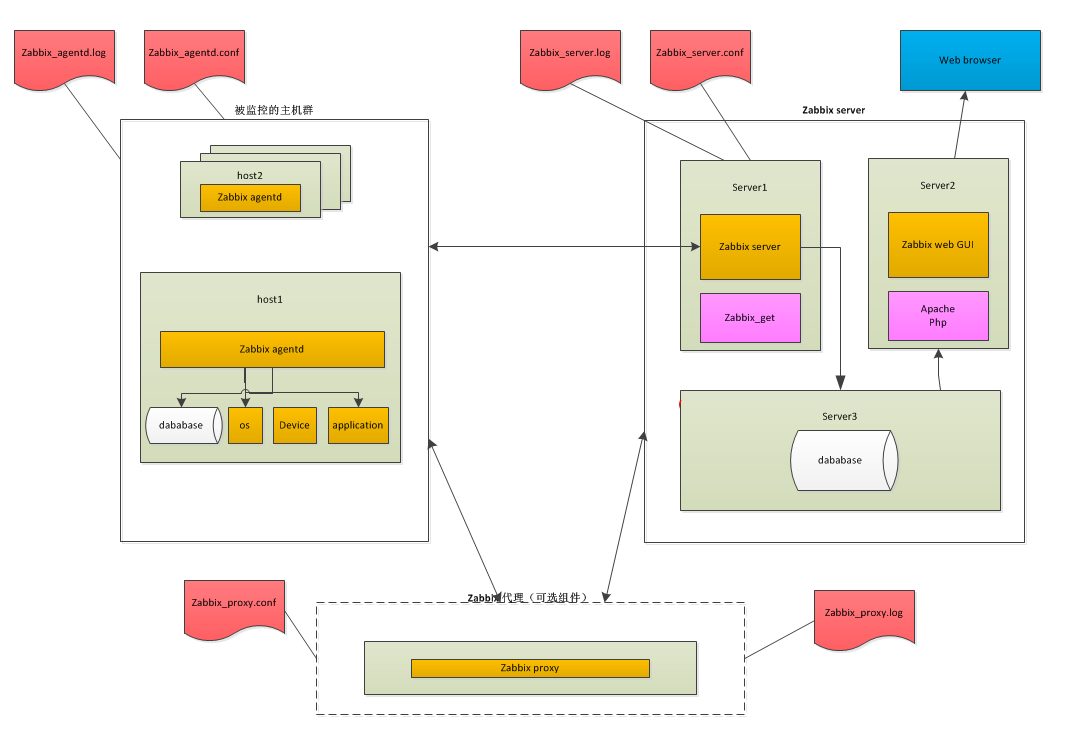 Zabbix_agentd.log
Zabbix_agentd.conf
Zabbix_server.log
Zabbix_server.conf
Web browser
被监控的主机群
Zabbix server
host2
Zabbix agentd
Server1
Server2
Zabbix server
Zabbix web GUI
host1
Zabbix_get
Apache
Php
Zabbix agentd
dababase
os
Device
application
Server3
dababase
Zabbix代理（可选组件）
Zabbix_proxy.conf
Zabbix_proxy.log
Zabbix proxy